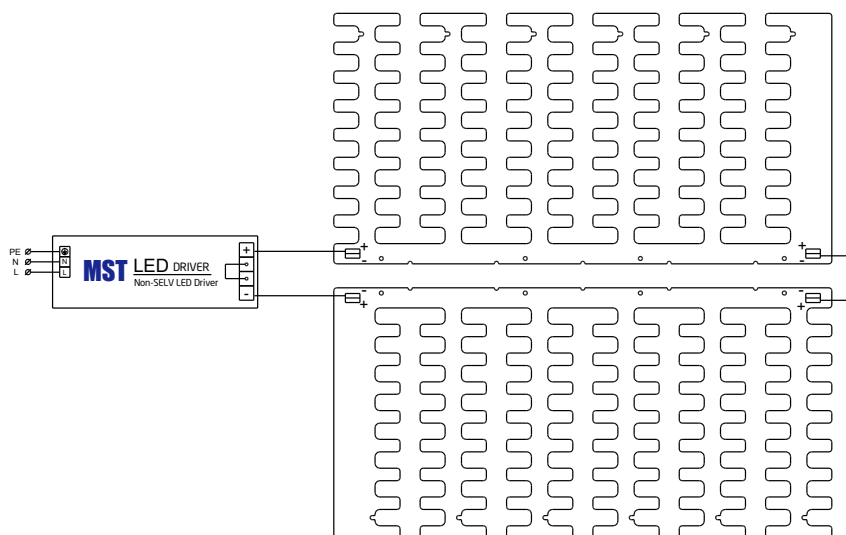 PE
N
L
N
L
MST
LED DRIVER
Non-SELV LED Driver
+
-
+
-
+
-
-
+
-
+